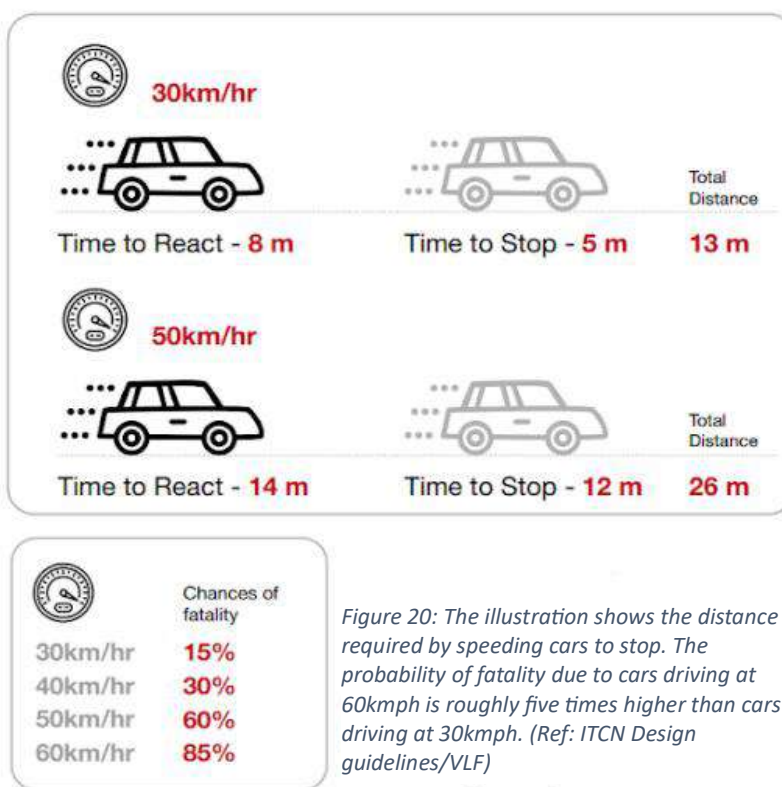 30km/hr
Total
Distance
Time to React - 8 m
Time to Stop - 5 m
13 m
50km/hr
Total
Distance
Time to React - 14 m
Time to Stop - 12 m
26 m
Chances of
fatality
30km/hr 15%
40km/hr 30%
50km/hr 60%
60km/hr 85%
Figure 20: The illustration shows the distance
required by speeding cars to stop. The
probability of fatality due to cars driving at
60kmph is roughly five times higher than cars
driving at 30kmph. (Ref: ITCN Design
guidelines/VLF)